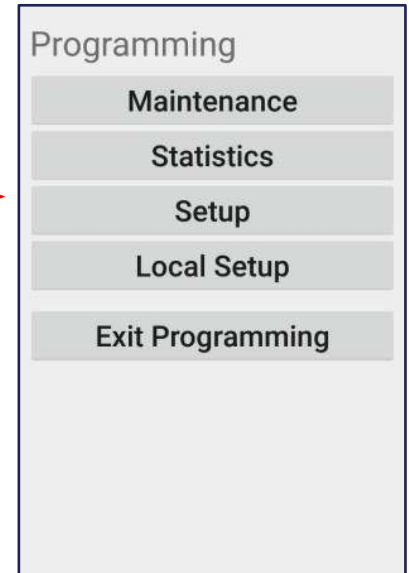 Programming
Maintenance
Statistics
Setup
Local Setup
Exit Programming